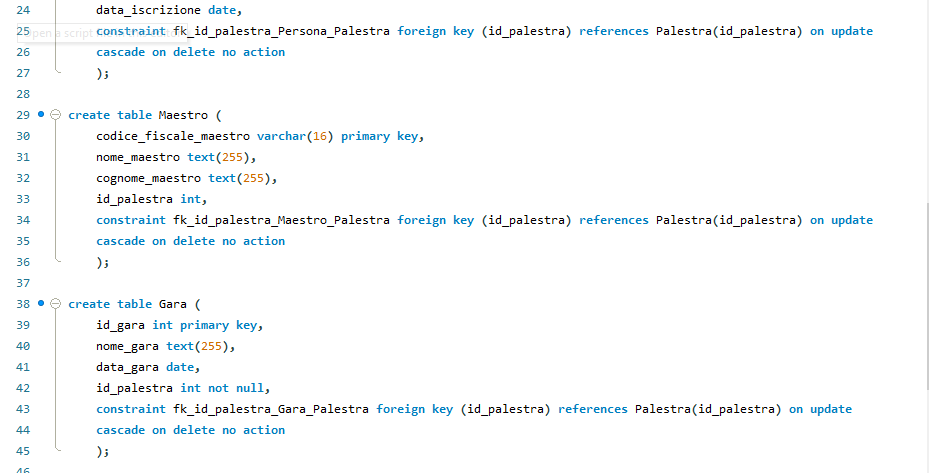 24 data_iscrizione date,
25 constraint fk_id_palestra_Persona_Palestra foreign key (id_palestra) references Palestra(id_palestra) on update
26 cascade on delete no action
27 );
28
29 create table Maestro (
30 codice_fiscale_maestro varchar(16) primary key,
31 nome_maestro text(255),
32 cognome_maestro text(255),
33 id_palestra int,
34 constraint fk_id_palestra_Maestro_Palestra foreign key (id_palestra) references Palestra(id_palestra) on update
35 cascade on delete no action
36 );
37
38 create table Gara (
39 id_gara int primary key,
40 nome_gara text(255),
41 data_gara date,
42 id_palestra int not null,
43 constraint fk_id_palestra_Gara_Palestra foreign key (id_palestra) references Palestra(id_palestra) on update
44 cascade on delete no action
45 );
46